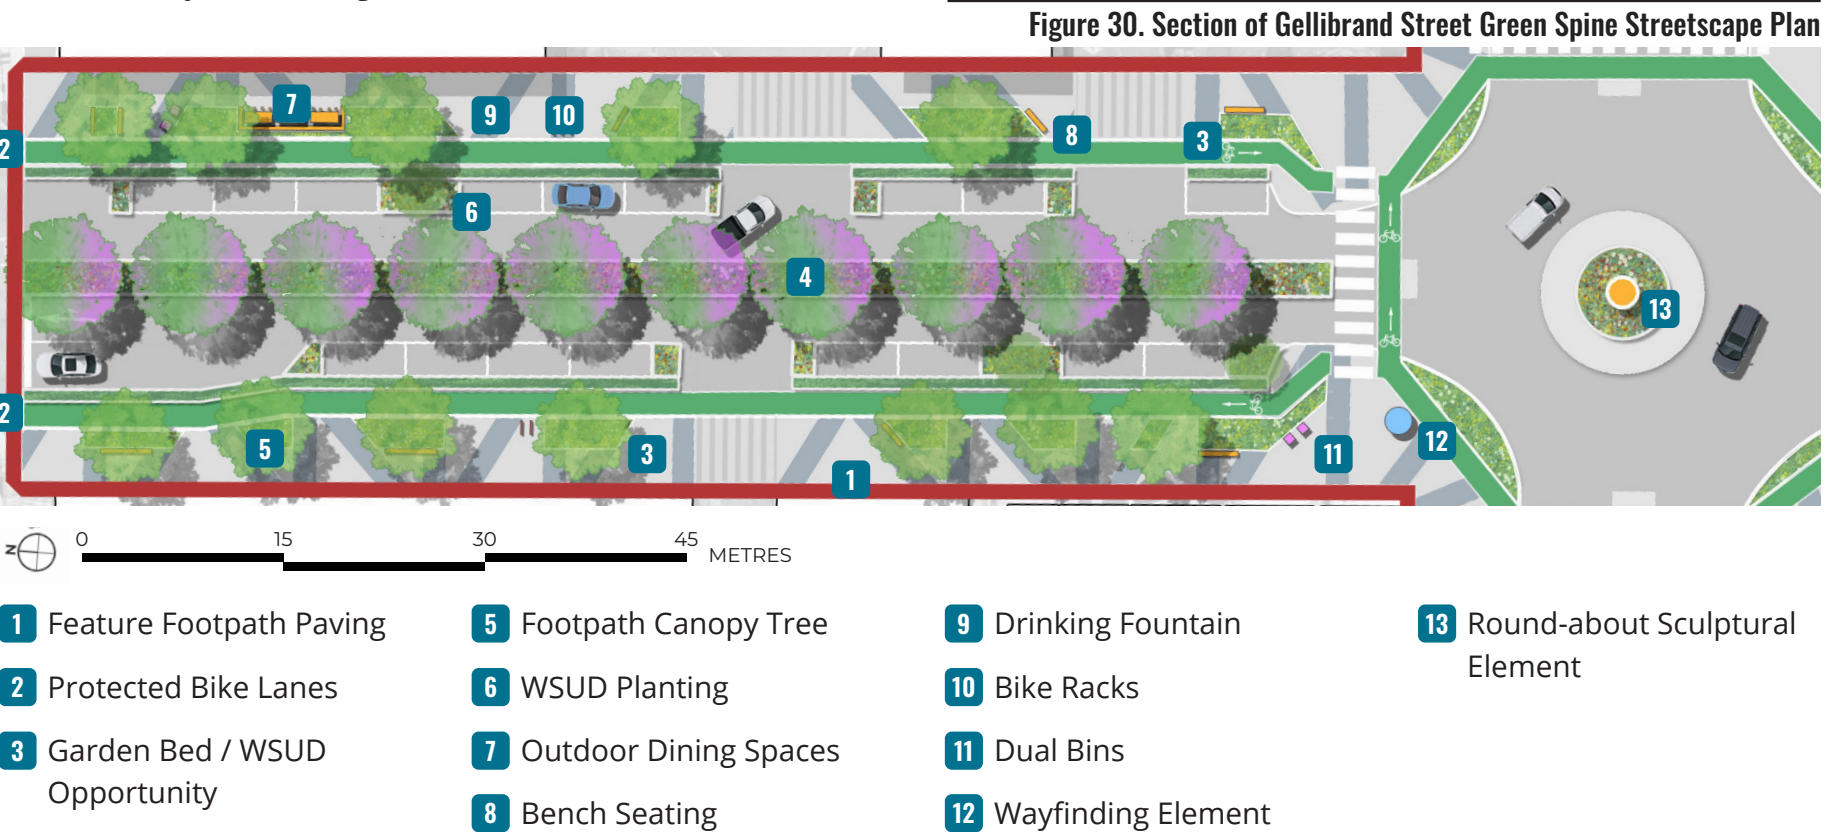 Figure 30. Section of Gellibrand Street Green Spine Streetscape Plan
7
9
10
8
3
2
6
4
13
2
5
3
1
11
12
N
0 15 30 45 METRES
1 Feature Footpath Paving
2 Protected Bike Lanes
3 Garden Bed / WSUD
Opportunity
5 Footpath Canopy Tree
6 WSUD Planting
7 Outdoor Dining Spaces
8 Bench Seating
9 Drinking Fountain
10 Bike Racks
11 Dual Bins
12 Wayfinding Element
13 Round-about Sculptural
Element